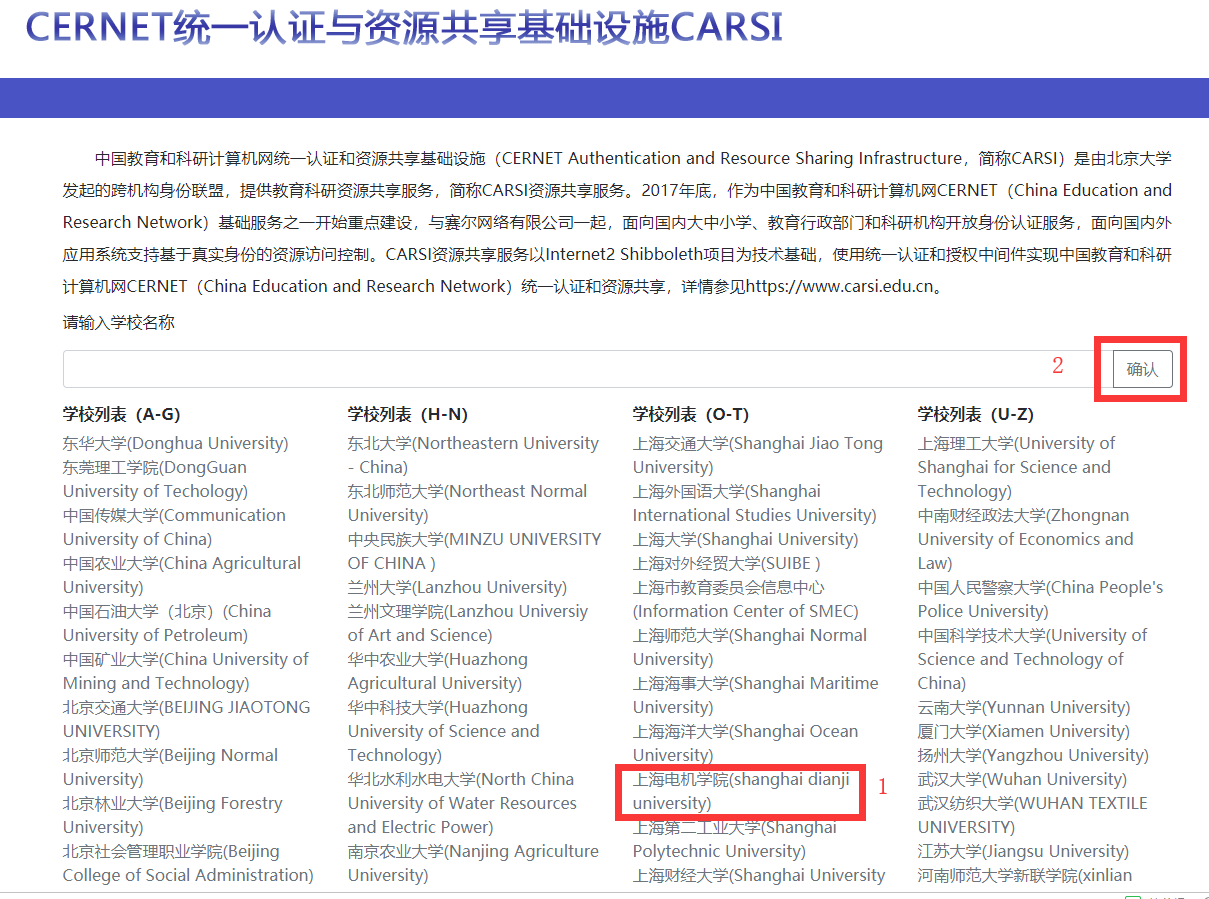 CERNET统一认证与资源共享基础设施CARSI
中国教育和科研计算机网统一认证和资源共享基础设施（CERNET Authentication and Resource Sharing Infrastructure，简称CARSI）是由北京大学
发起的跨机构身份联盟，提供教育科研资源共享服务，简称CARSI资源共享服务。2017年底，作为中国教育和科研计算机网CERNET（China Education and
Research Network）基础服务之一开始重点建设，与赛尔网络有限公司一起，面向国内大中小学、教育行政部门和科研机构开放身份认证服务，面向国内外
应用系统支持基于真实身份的资源访问控制。CARSI资源共享服务以Internet2 Shibboleth项目为技术基础，使用统一认证和授权中间件实现中国教育和科研
计算机网CERNET（China Education and Research Network）统一认证和资源共享，详情参见https://www.carsi.edu.cn。
请输入学校名称
2
确认
学校列表（A-G）
东华大学(Donghua University)
东莞理工学院(DongGuan
University of Techology)
中国传媒大学(Communication
University of China)
中国农业大学(China Agricultural
University)
中国石油大学（北京）(China
University of Petroleum)
中国矿业大学(China University of
Mining and Technology)
北京交通大学(BEIJING JIAOTONG
UNIVERSITY)
北京师范大学(Beijing Normal
University)
北京林业大学(Beijing Forestry
University)
北京社会管理职业学院(Beijing
College of Social Administration)
学校列表（H-N）
东北大学(Northeastern University
- China)
东北师范大学(Northeast Normal
University)
中央民族大学(MINZU UNIVERSITY
OF CHINA )
兰州大学(Lanzhou University)
兰州文理学院(Lanzhou Universiy
of Art and Science)
华中农业大学(Huazhong
Agricultural University)
华中科技大学(Huazhong
University of Science and
Technology)
华北水利水电大学(North China
University of Water Resources
and Electric Power)
南京农业大学(Nanjing Agriculture
University)
学校列表（O-T）
上海交通大学(Shanghai Jiao Tong
University)
上海外国语大学(Shanghai
International Studies University)
上海大学(Shanghai University)
上海对外经贸大学(SUIBE )
上海市教育委员会信息中心
(Information Center of SMEC)
上海师范大学(Shanghai Normal
University)
上海海事大学(Shanghai Maritime
University)
上海海洋大学(Shanghai Ocean
University)
上海电机学院(shanghai dianji
university)
1
上海第二工业大学(Shanghai
Polytechnic University)
上海财经大学(Shanghai University
学校列表（U-Z）
上海理工大学(University of
Shanghai for Science and
Technology)
中南财经政法大学(Zhongnan
University of Economics and
Law)
中国人民警察大学(China People's
Police University)
中国科学技术大学(University of
Science and Technology of
China)
云南大学(Yunnan University)
厦门大学(Xiamen University)
扬州大学(Yangzhou University)
武汉大学(Wuhan University)
武汉纺织大学(WUHAN TEXTILE
UNIVERSITY)
江苏大学(Jiangsu University)
河南师范大学新联学院(xinlian